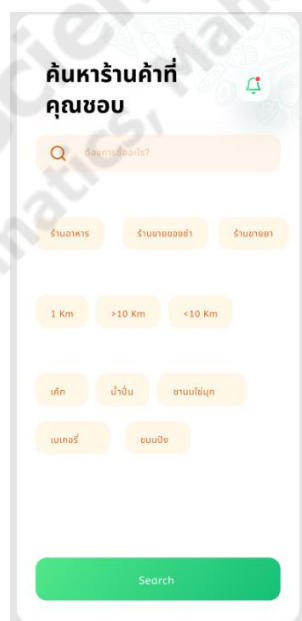 ค้นหาร้านค้าที่
คุณชอบ
ต้องการซื้ออะไร?
ร้านอาหาร ร้านขายของชำ ร้านขายยา
1 Km >10 Km <10 Km
เค้ก น้ำปั่น ชานมไข่มุก
เบเกอรี่ ขนมปัง
Search